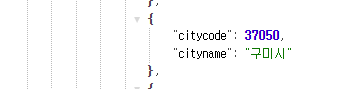 },
{
"citycode": 37050,
"cityname": "구미시"
},
{